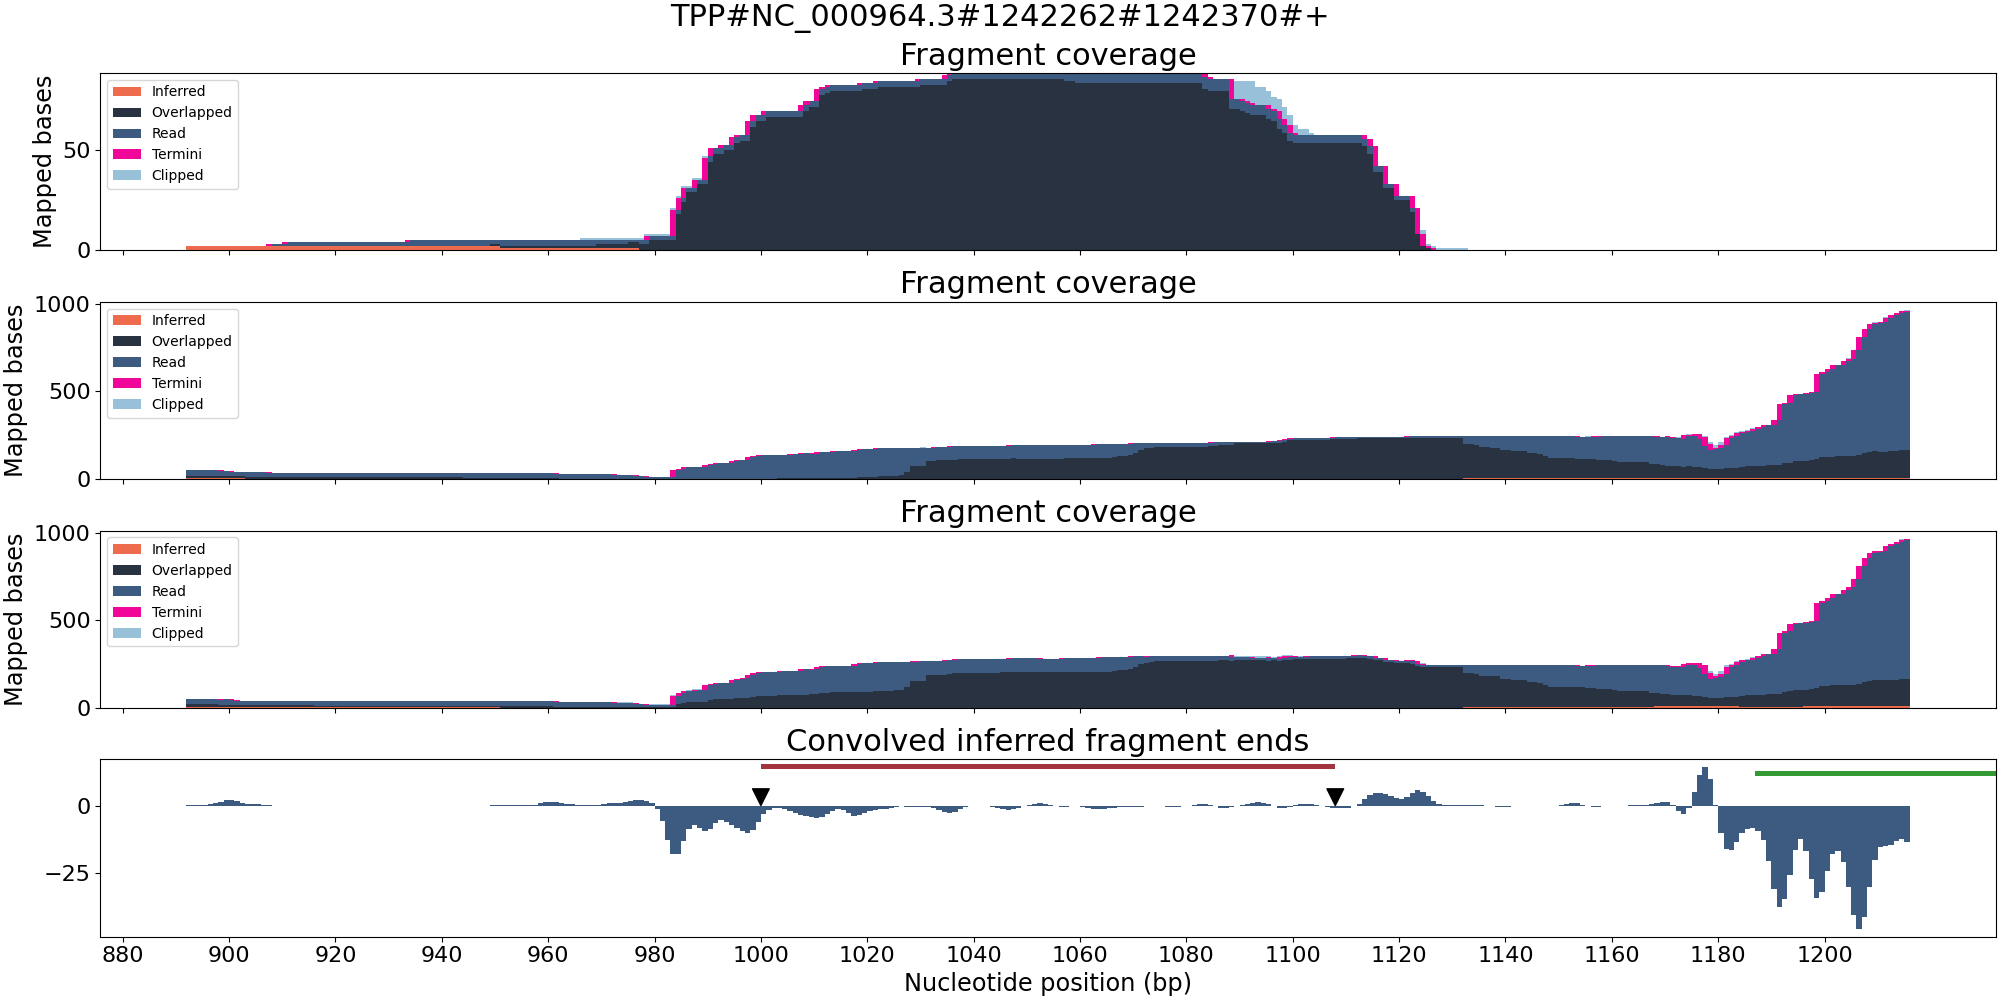 TPP#NC_000964.3#1242262#1242370#+
Fragment coverage
Mapped bases
50
0
Inferred
Overlapped
Read
Termini
Clipped
Fragment coverage
Mapped bases
1000
500
0
Inferred
Overlapped
Read
Termini
Clipped
Fragment coverage
Mapped bases
1000
500
0
Inferred
Overlapped
Read
Termini
Clipped
Convolved inferred fragment ends
0
−25
880 900 920 940 960 980 1000 1020 1040 1060 1080 1100 1120 1140 1160 1180 1200
Nucleotide position (bp)